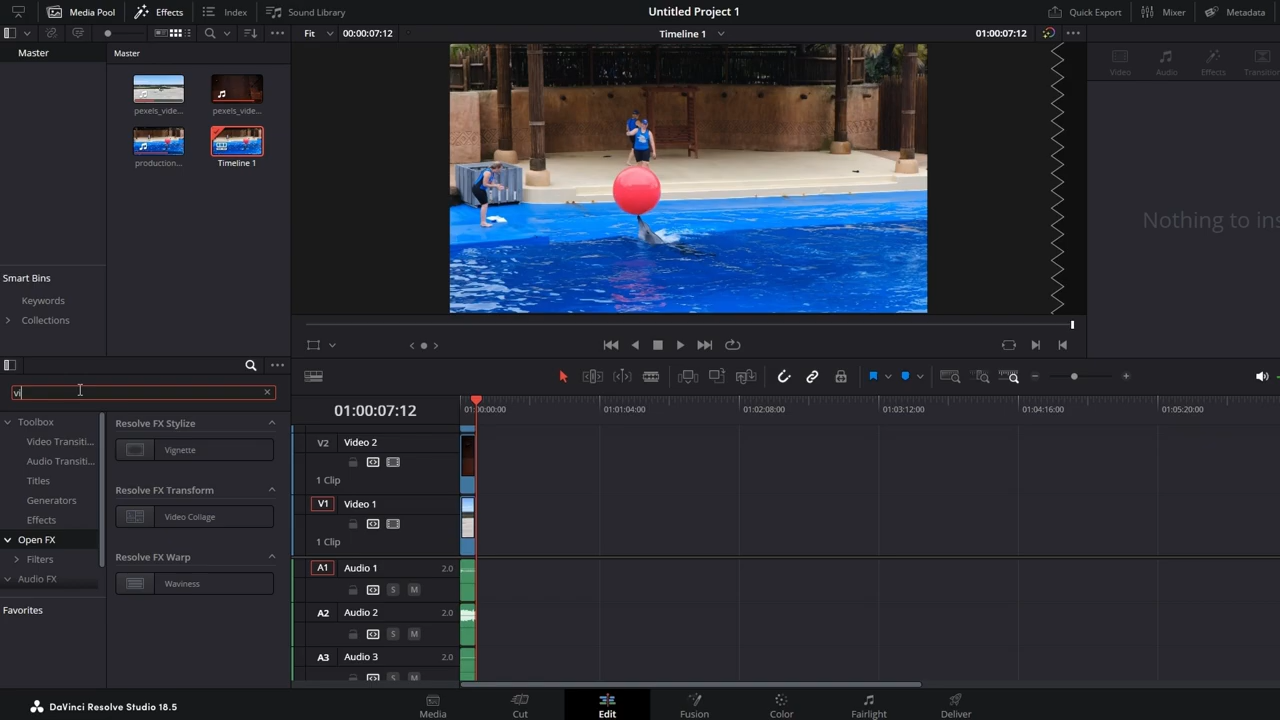 Media Pool Effects Index Sound Library Untitled Project 1 Quick Export Mixer Metadata
Fit 00:00:07:12 Timeline 1 01:00:07:12
Master
Master
pexels_vide...
pexels_vide...
production...
Timeline 1
Smart Bins
Keywords
Collections
Video Audio Effects Transitio
Nothing to ins
vi
Toolbox
Video Transiti...
Audio Transiti...
Titles
Generators
Effects
Open FX
Filters
Audio FX
Favorites
Resolve FX Stylize
Vignette
Resolve FX Transform
Video Collage
Resolve FX Warp
Waviness
01:00:07:12
01:00:00:00 01:01:04:00 01:02:08:00 01:03:12:00 01:04:16:00 01:05:20:00
V2 Video 2
1 Clip
V1 Video 1
1 Clip
A1 Audio 1 2.0
S M
A2 Audio 2 2.0
S M
A3 Audio 3 2.0
S M
DaVinci Resolve Studio 18.5
Media Cut Edit Fusion Color Fairlight Deliver